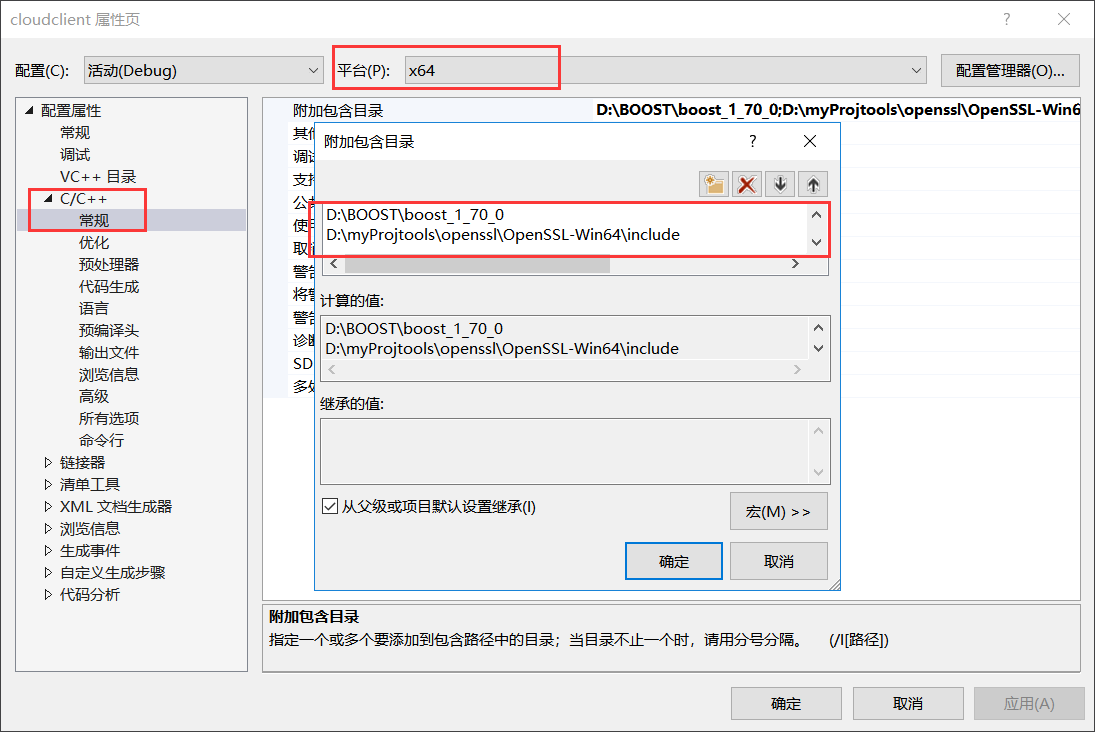 cloudclient 属性页
配置(C):
活动(Debug)
平台(P):
x64
配置管理器(O)...
配置属性
常规
调试
VC++ 目录
C/C++
常规
优化
预处理器
代码生成
语言
预编译头
输出文件
浏览信息
高级
所有选项
命令行
链接器
清单工具
XML 文档生成器
浏览信息
生成事件
自定义生成步骤
代码分析
附加包含目录
D:\BOOST\boost_1_70_0;D:\myProjtools\openssl\OpenSSL-Win6
其他
调试
支持
公共
使用
取消
警告
将警
警告
诊断
SD
多处
附加包含目录
D:\BOOST\boost_1_70_0
D:\myProjtools\openssl\OpenSSL-Win64\include
计算的值:
D:\BOOST\boost_1_70_0
D:\myProjtools\openssl\OpenSSL-Win64\include
继承的值:
从父级或项目默认设置继承(I)
宏(M) >>
确定
取消
附加包含目录
指定一个或多个要添加到包含路径中的目录；当目录不止一个时，请用分号分隔。 (/I[路径])
确定
取消
应用(A)